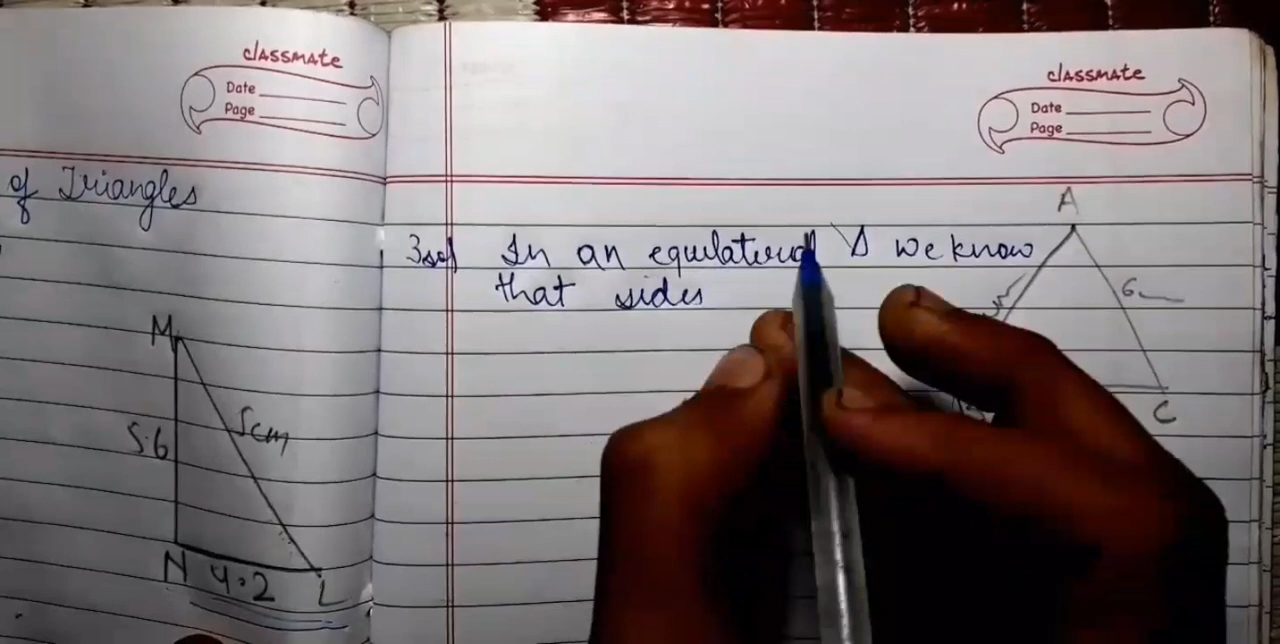 classmate
Date
Page
of Triangles
M
5.6
5cm
N 4.2 L
classmate
Date
Page
3sol In an equilateral Δ we know
that sides
A
6
C